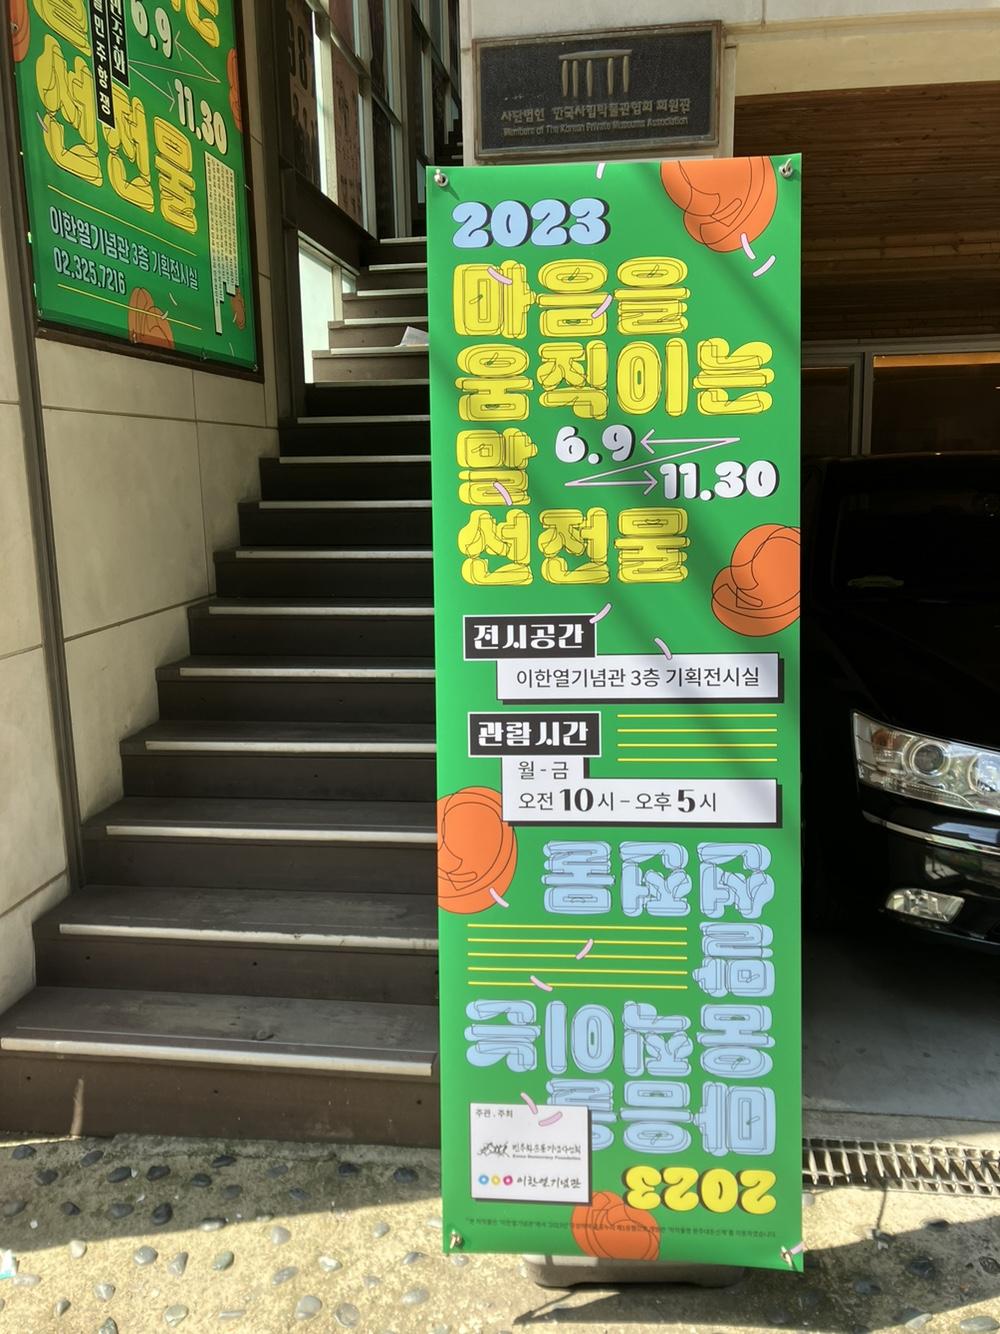 6.9
11.30
선전물
이한열기념관 3층 기획전시실
02.325.7216
사단법인 한국사립박물관협회 회원관
Members of The Korean Private Museums Association
2023
마음을
움직이는
말
6.9
11.30
선전물
전시공간
이한열기념관 3층 기획전시실
관람시간
월-금
오전 10시-오후 5시
선전물
말
움직이는
마음을
2023
주관.주최
민주화운동기념사업회
Korea Democracy Foundation
이한열기념관